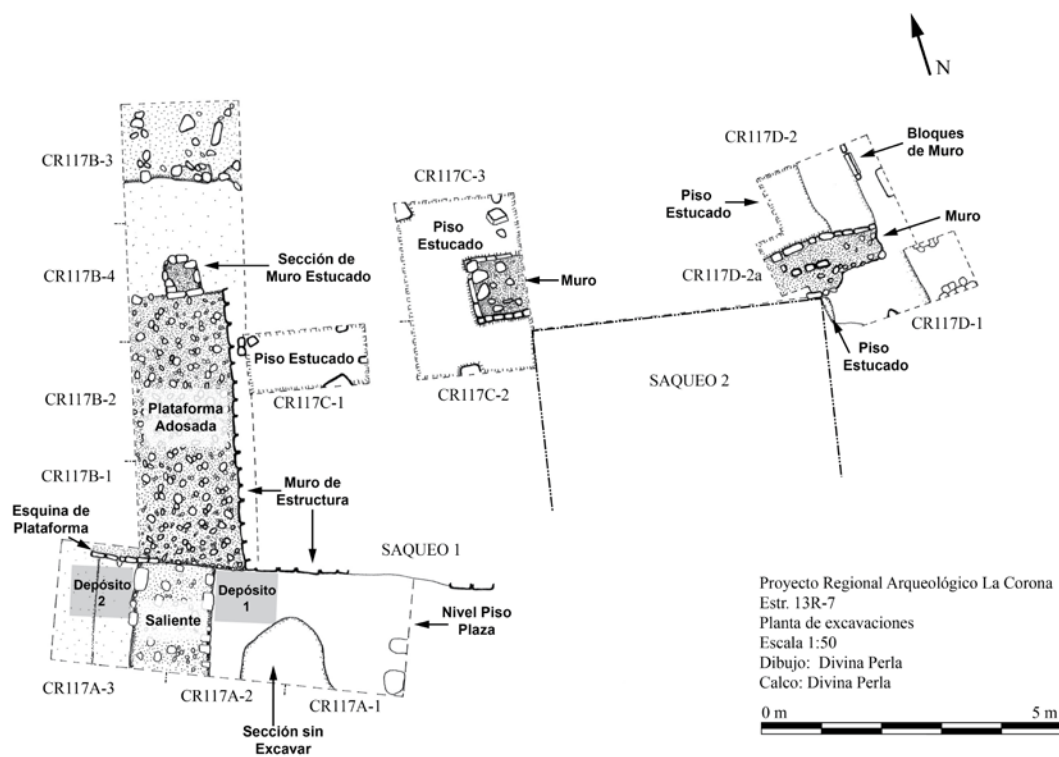 N
CR117B-3
CR117C-3
CR117D-2
Bloques
de Muro
Piso
Estucado
Piso
Estucado
Muro
Sección de
Muro Estucado
CR117B-4
Muro
CR117D-2a
CR117D-1
Piso Estucado
Piso
Estucado
CR117C-1
CR117C-2
SAQUEO 2
CR117B-2
Plataforma
Adosada
CR117B-1
Muro de
Estructura
Esquina de
Plataforma
SAQUEO 1
Depósito
2
Depósito
1
Saliente
Nivel Piso
Plaza
CR117A-3
CR117A-2
CR117A-1
Sección sin
Excavar
Proyecto Regional Arqueológico La Corona
Estr. 13R-7
Planta de excavaciones
Escala 1:50
Dibujo: Divina Perla
Calco: Divina Perla
0 m
5 m